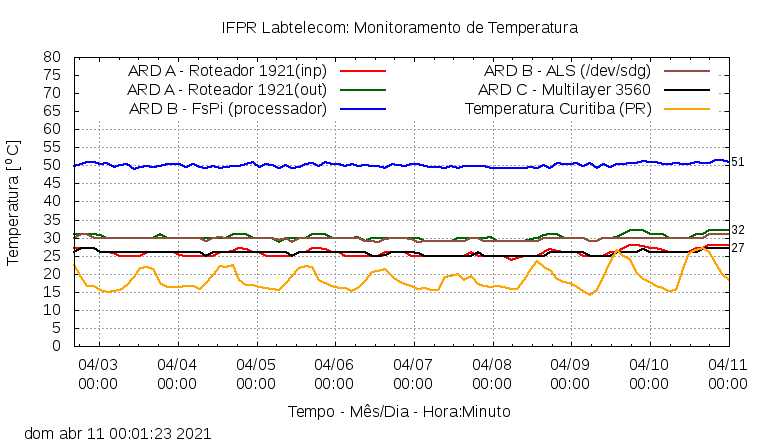 IFPR Labtelecom: Monitoramento de Temperatura
Temperatura [ºC]
80
75
70
65
60
55
50
45
40
35
30
25
20
15
10
5
0
ARD A - Roteador 1921(inp)
ARD A - Roteador 1921(out)
ARD B - FsPi (processador)
ARD B - ALS (/dev/sdg)
ARD C - Multilayer 3560
Temperatura Curitiba (PR)
51
32
27
04/03 04/04 04/05 04/06 04/07 04/08 04/09 04/10 04/11
00:00 00:00 00:00 00:00 00:00 00:00 00:00 00:00 00:00
Tempo - Mês/Dia - Hora:Minuto
dom abr 11 00:01:23 2021